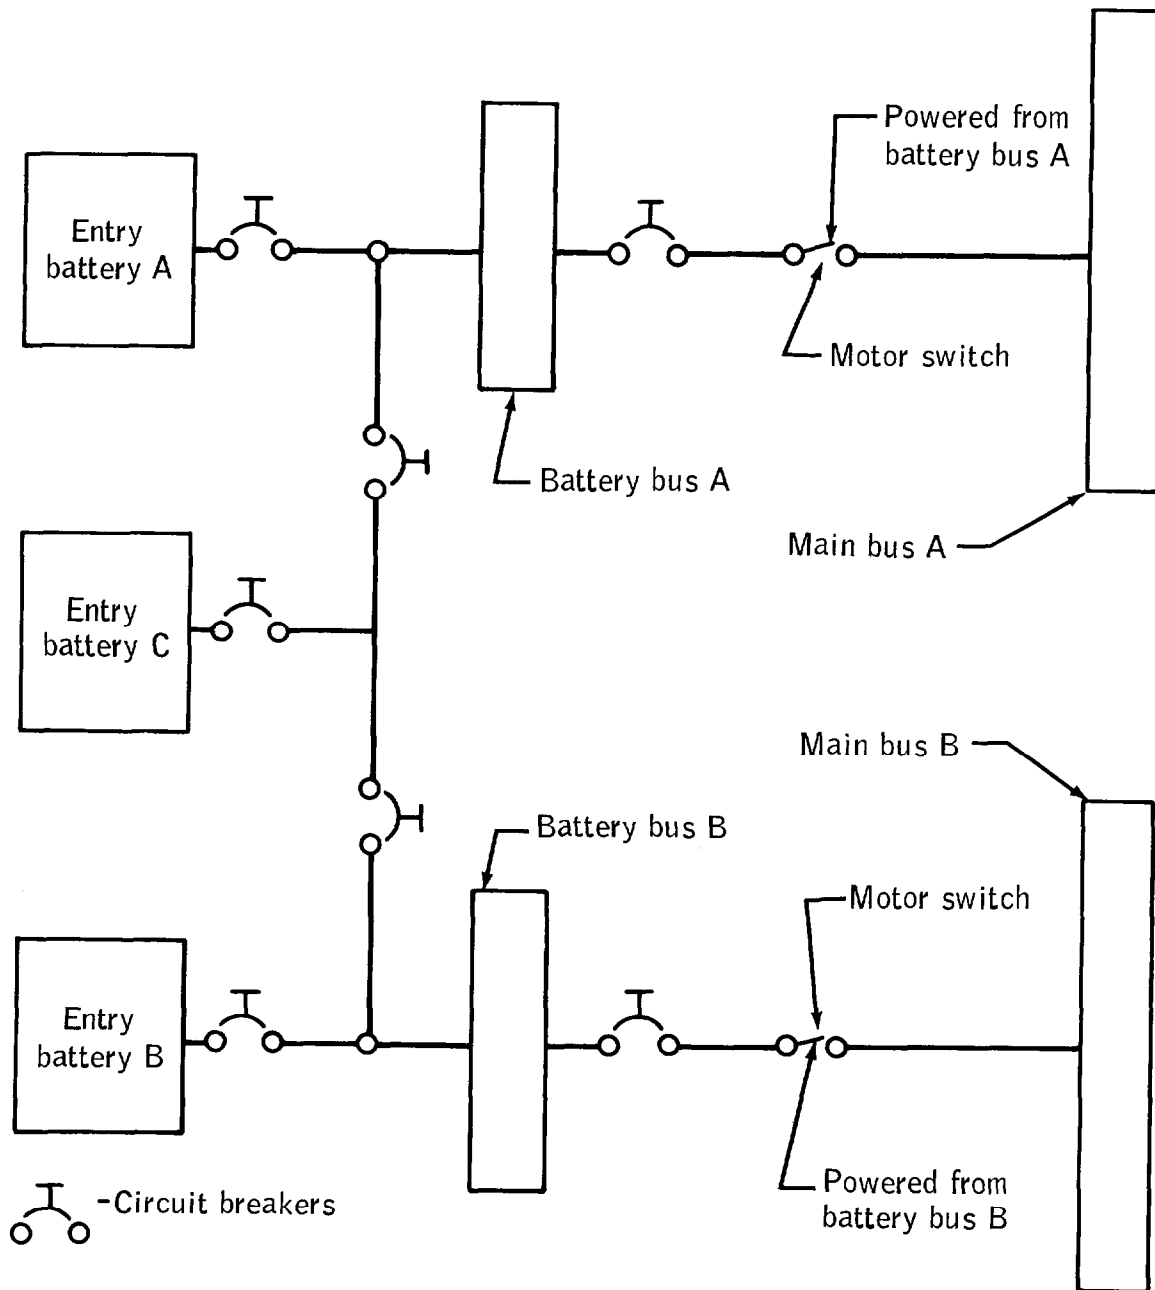 Powered from
battery bus A
Entry
battery A
Motor switch
Battery bus A
Main bus A
Entry
battery C
Main bus B
Battery bus B
Motor switch
Entry
battery B
Powered from
battery bus B
-Circuit breakers